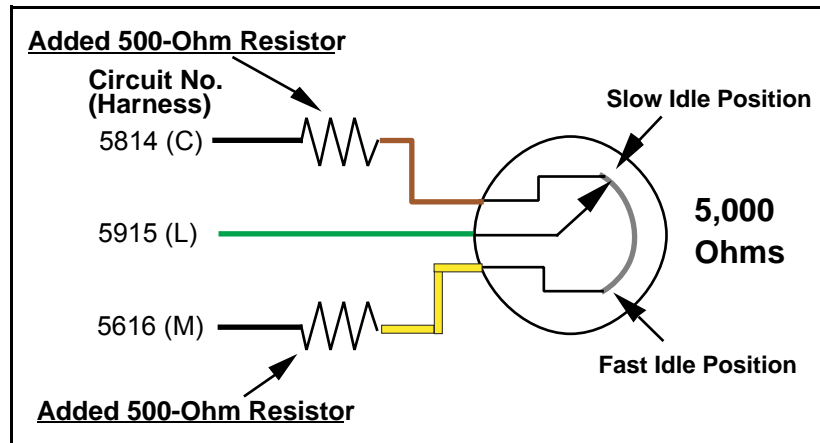 Added 500-Ohm Resistor
Circuit No.
(Harness)
5814 (C)
Slow Idle Position
5,000
Ohms
5915 (L)
5616 (M)
Fast Idle Position
Added 500-Ohm Resistor